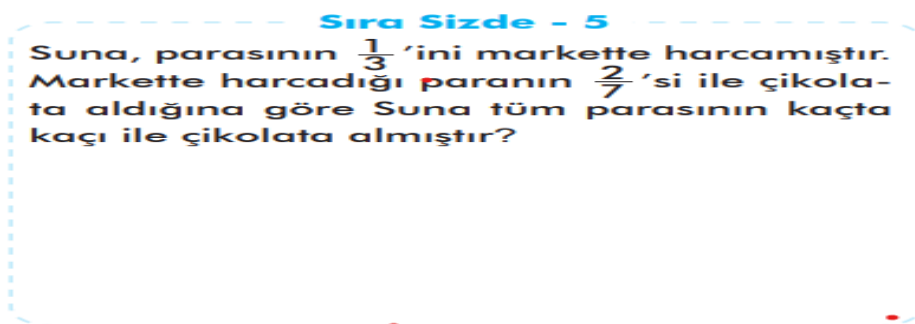 Sıra Sizde - 5
Suna, parasının 1/3 'ini markette harcamıştır.
Markette harcadığı paranın 2/7 'si ile çikola-
ta aldığına göre Suna tüm parasının kaçta
kaçı ile çikolata almıştır?